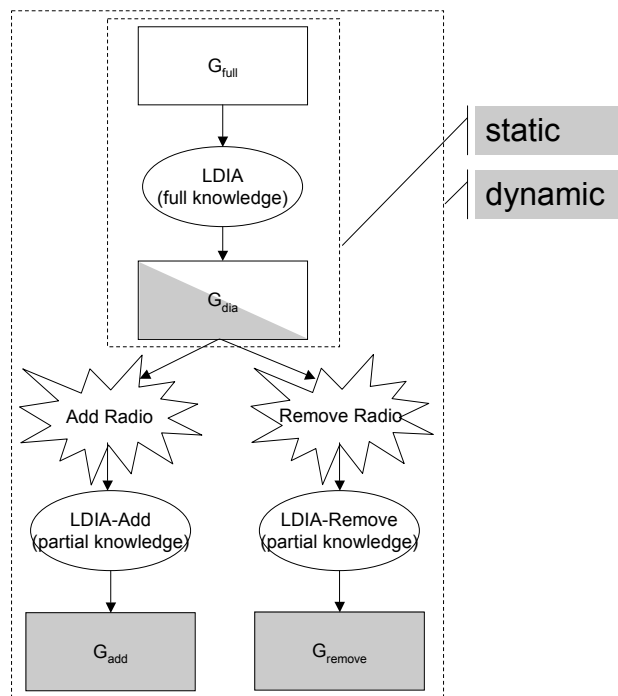 G_full
LDIA
(full knowledge)
static
dynamic
G_dia
Add Radio
Remove Radio
LDIA-Add
(partial knowledge)
LDIA-Remove
(partial knowledge)
G_add
G_remove